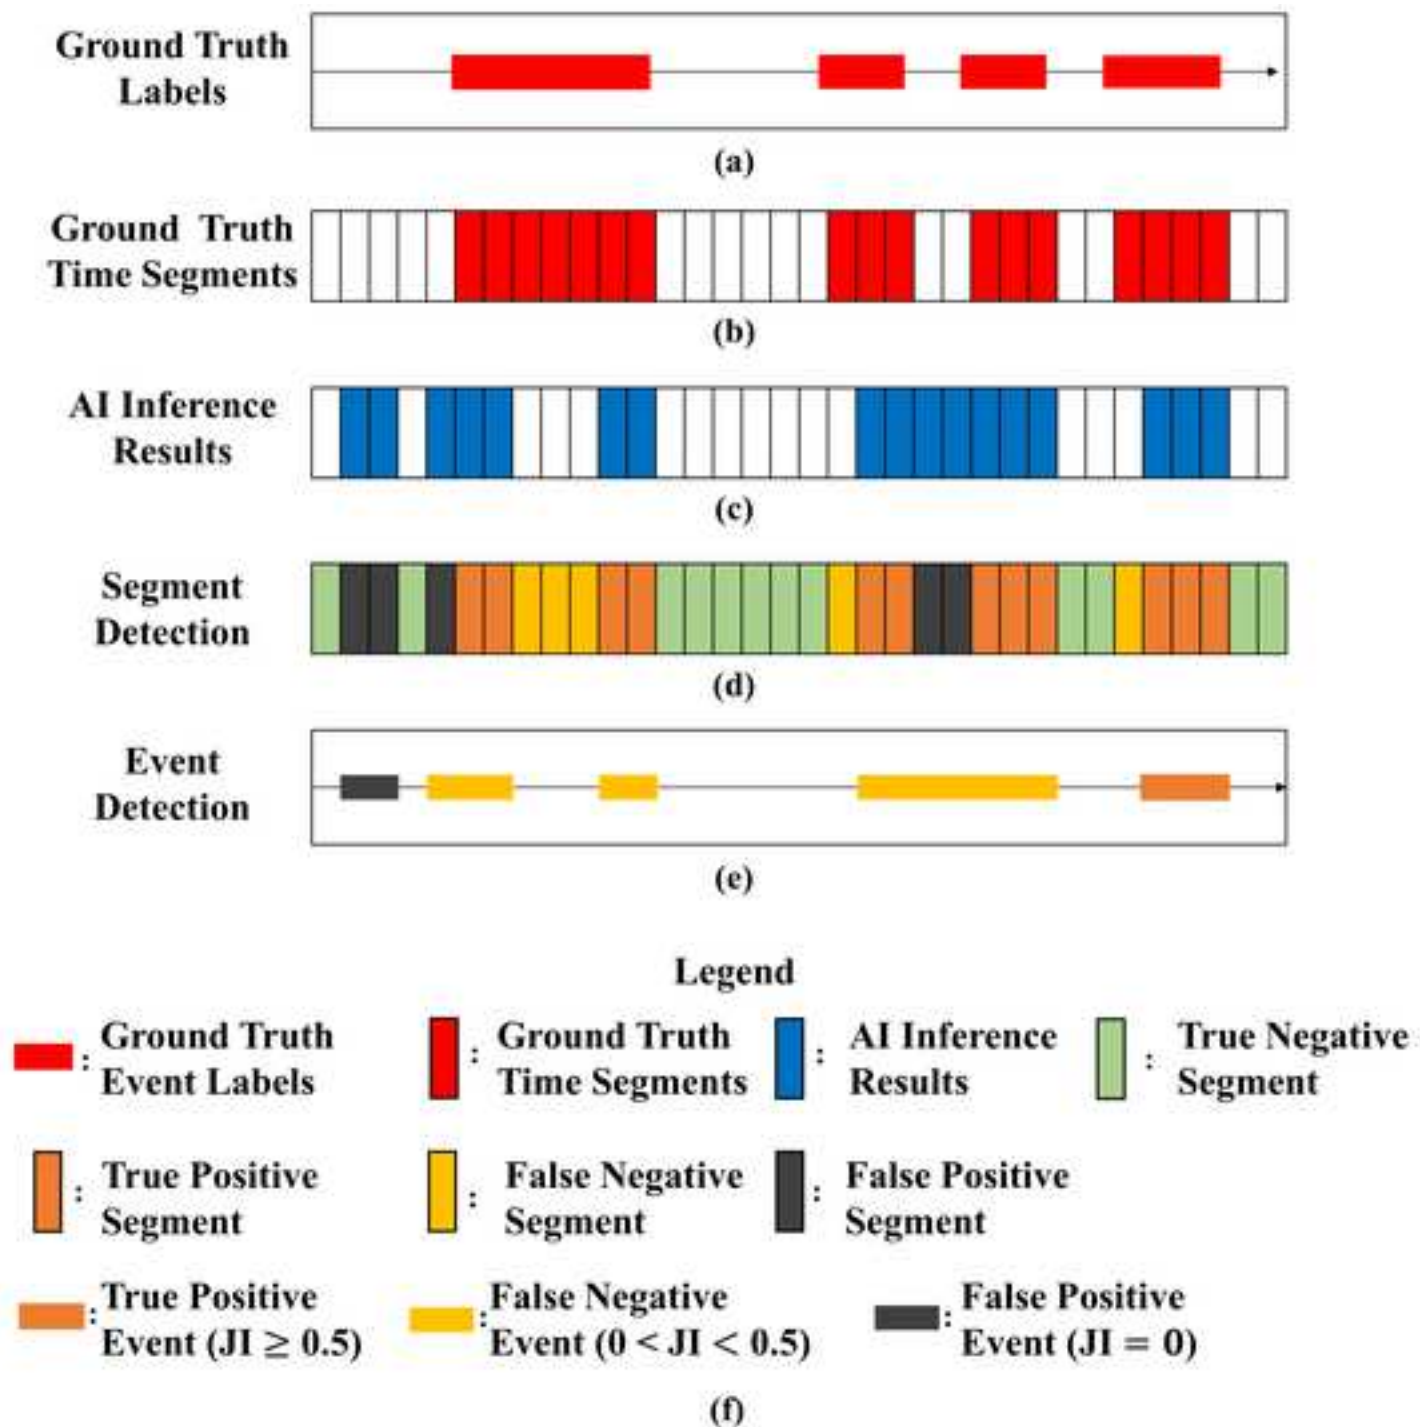 Ground Truth
Labels
(a)
Ground Truth
Time Segments
(b)
AI Inference
Results
(c)
Segment
Detection
(d)
Event
Detection
(e)
Legend
: Ground Truth
Event Labels
: Ground Truth
Time Segments
: AI Inference
Results
: True Negative
Segment
: True Positive
Segment
: False Negative
Segment
: False Positive
Segment
: True Positive
Event (JI ≥ 0.5)
: False Negative
Event (0 < JI < 0.5)
: False Positive
Event (JI = 0)
(f)